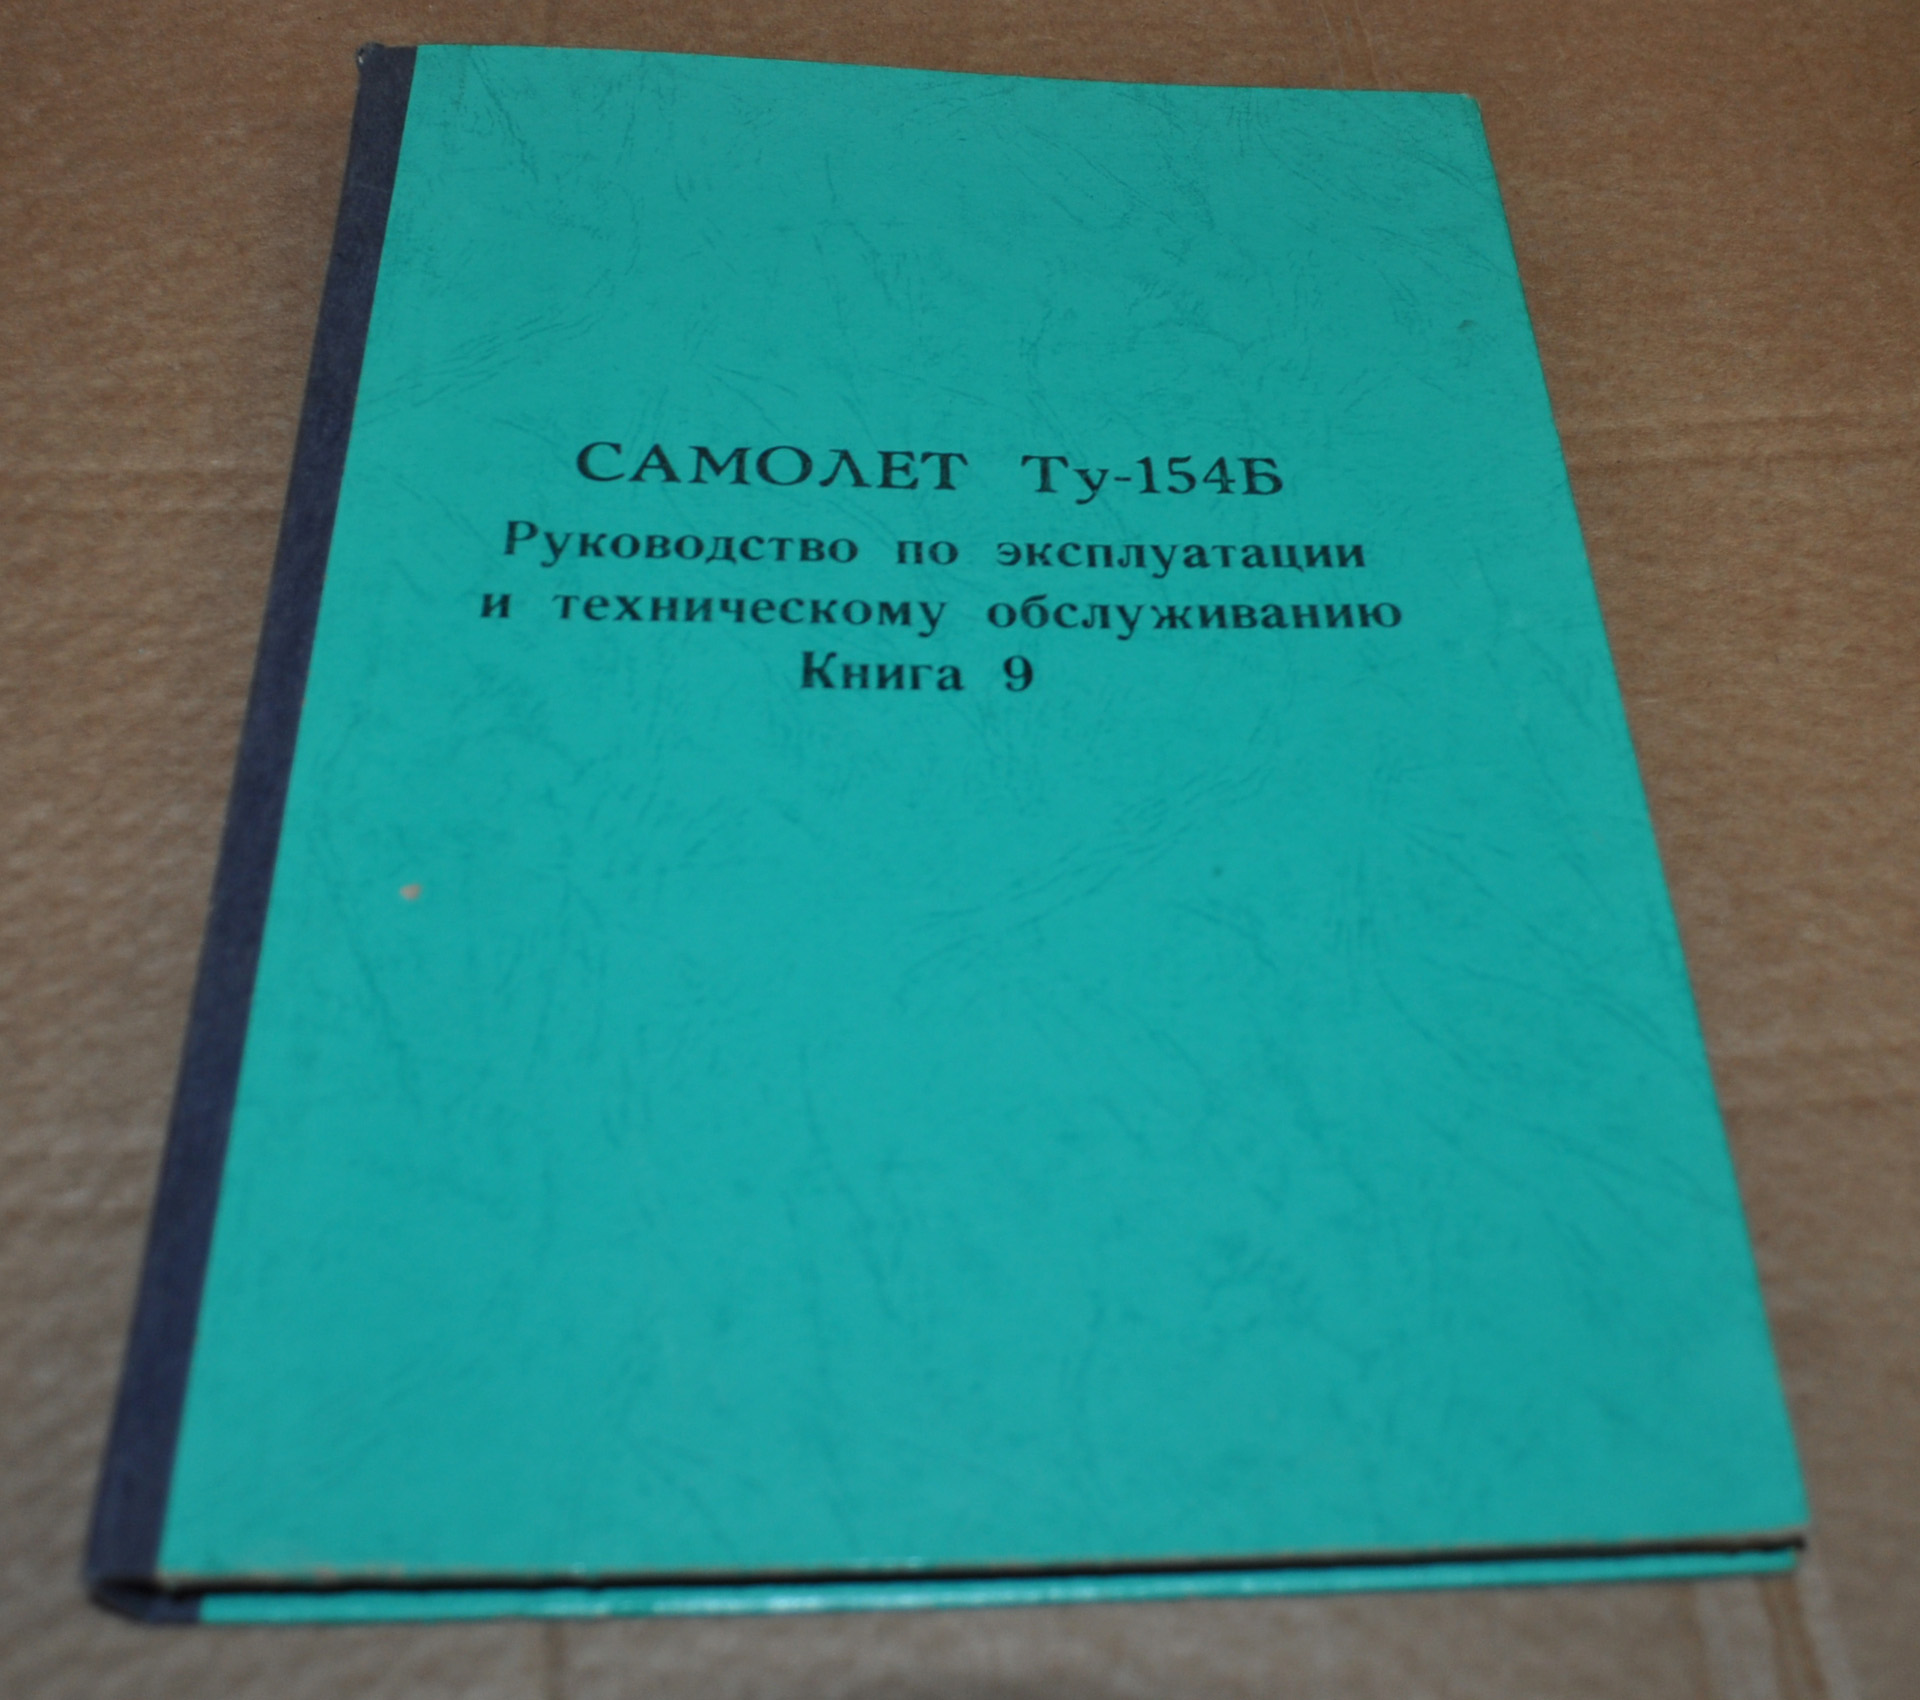 САМОЛЕТ Ту-154Б
Руководство по эксплуатации
и техническому обслуживанию
Книга 9